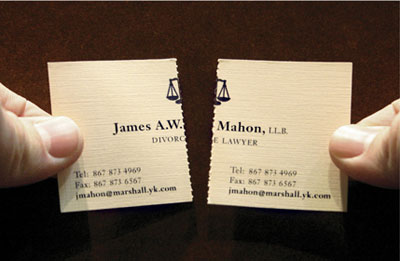 James A.W. Mahon, LL.B.
DIVORC E LAWYER
Tel: 867 873 4969
Fax: 867 873 6567
jmahon@marshall.yk.com
Tel: 867 873 4969
Fax: 867 873 6567
jmahon@marshall.yk.com